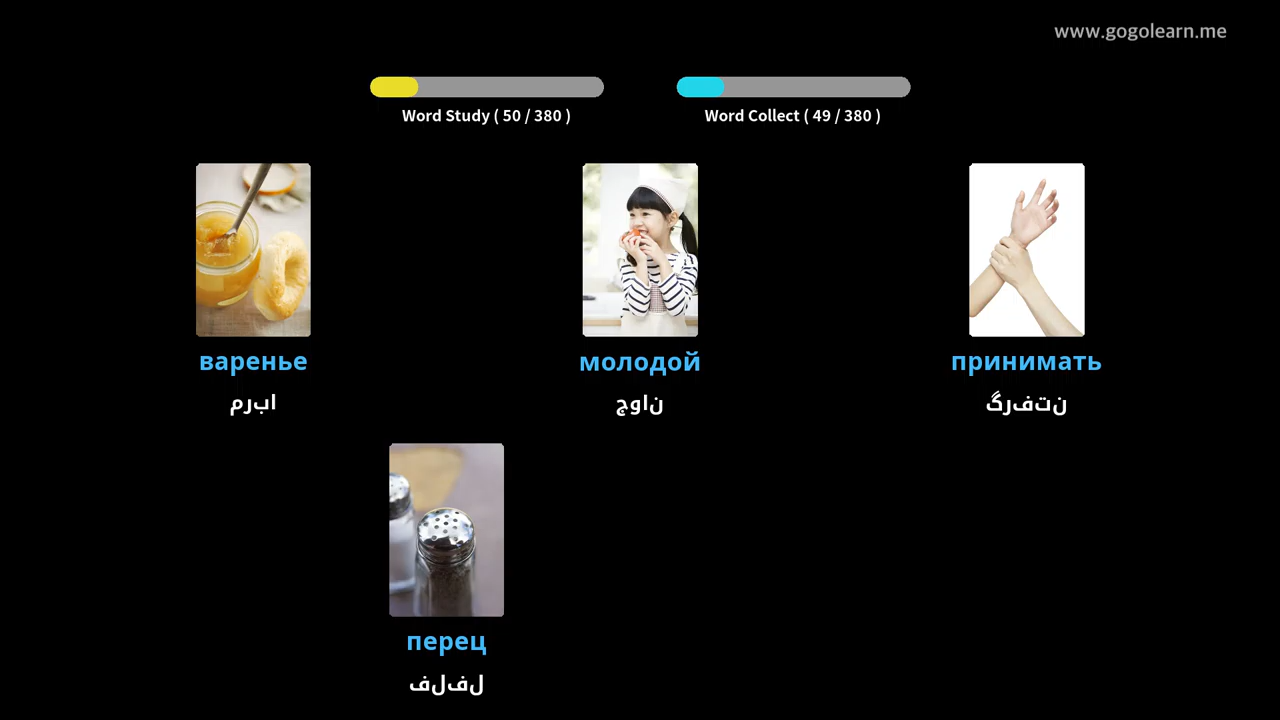 www.gogolearn.me
Word Study ( 50 / 380 )
Word Collect ( 49 / 380 )
варенье
молодой
принимать
ابرم
ناوج
نتفرگ
перец
لفلف